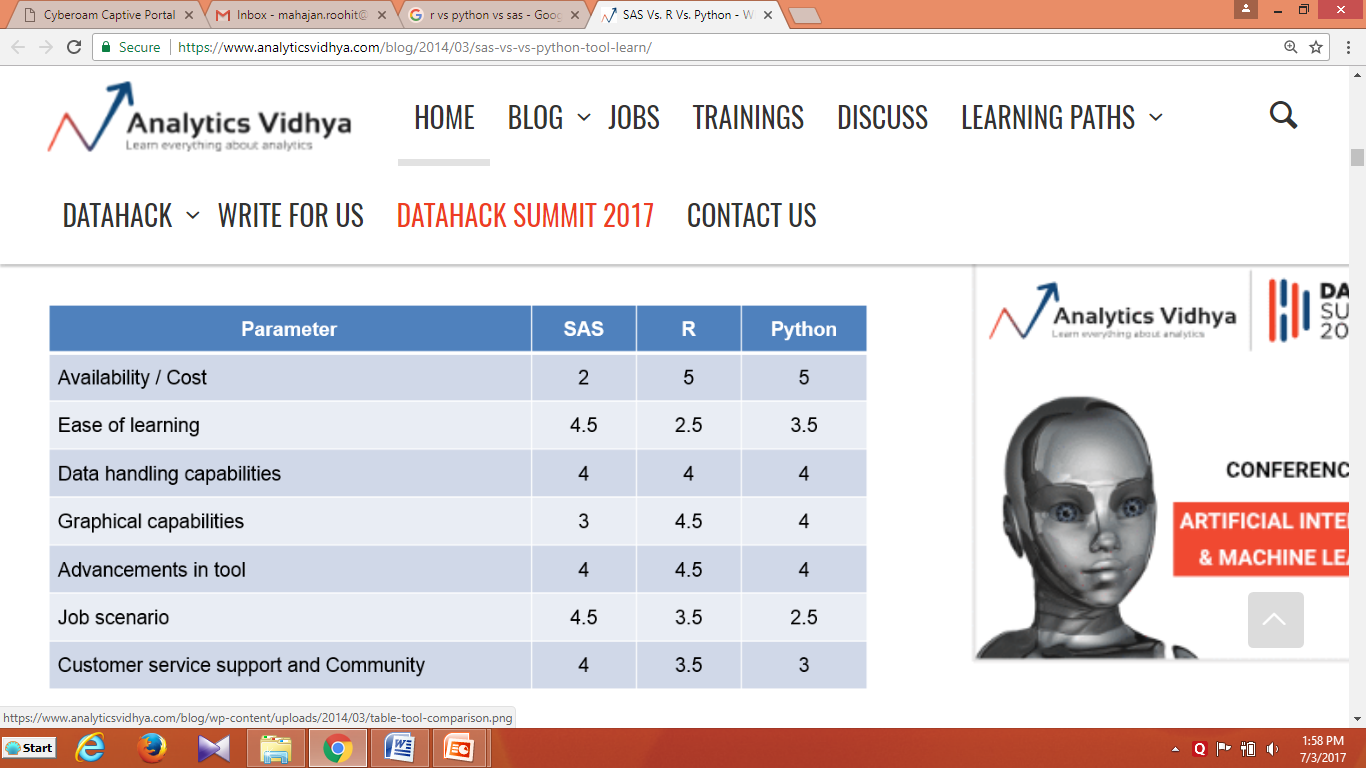 Cyberoam Captive Portal
Inbox - mahajan.roohit@
r vs python vs sas - Goog
SAS Vs. R Vs. Python - W
Secure https://www.analyticsvidhya.com/blog/2014/03/sas-vs-vs-python-tool-learn/
Analytics Vidhya
Learn everything about analytics
HOME BLOG JOBS TRAININGS DISCUSS LEARNING PATHS
DATAHACK WRITE FOR US DATAHACK SUMMIT 2017 CONTACT US
Parameter SAS R Python
Availability / Cost 2 5 5
Ease of learning 4.5 2.5 3.5
Data handling capabilities 4 4 4
Graphical capabilities 3 4.5 4
Advancements in tool 4 4.5 4
Job scenario 4.5 3.5 2.5
Customer service support and Community 4 3.5 3
Analytics Vidhya
Learn everything about analytics
DA
SU
20
CONFERENC
ARTIFICIAL INTE
& MACHINE LEA
https://www.analyticsvidhya.com/blog/wp-content/uploads/2014/03/table-tool-comparison.png
Start
1:58 PM
7/3/2017